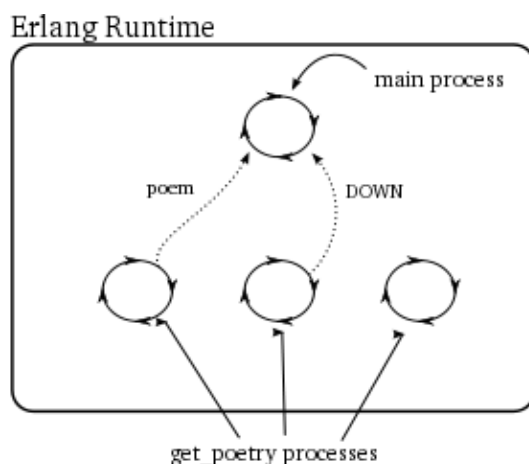 Erlang Runtime
main process
poem
DOWN
get_poetry processes